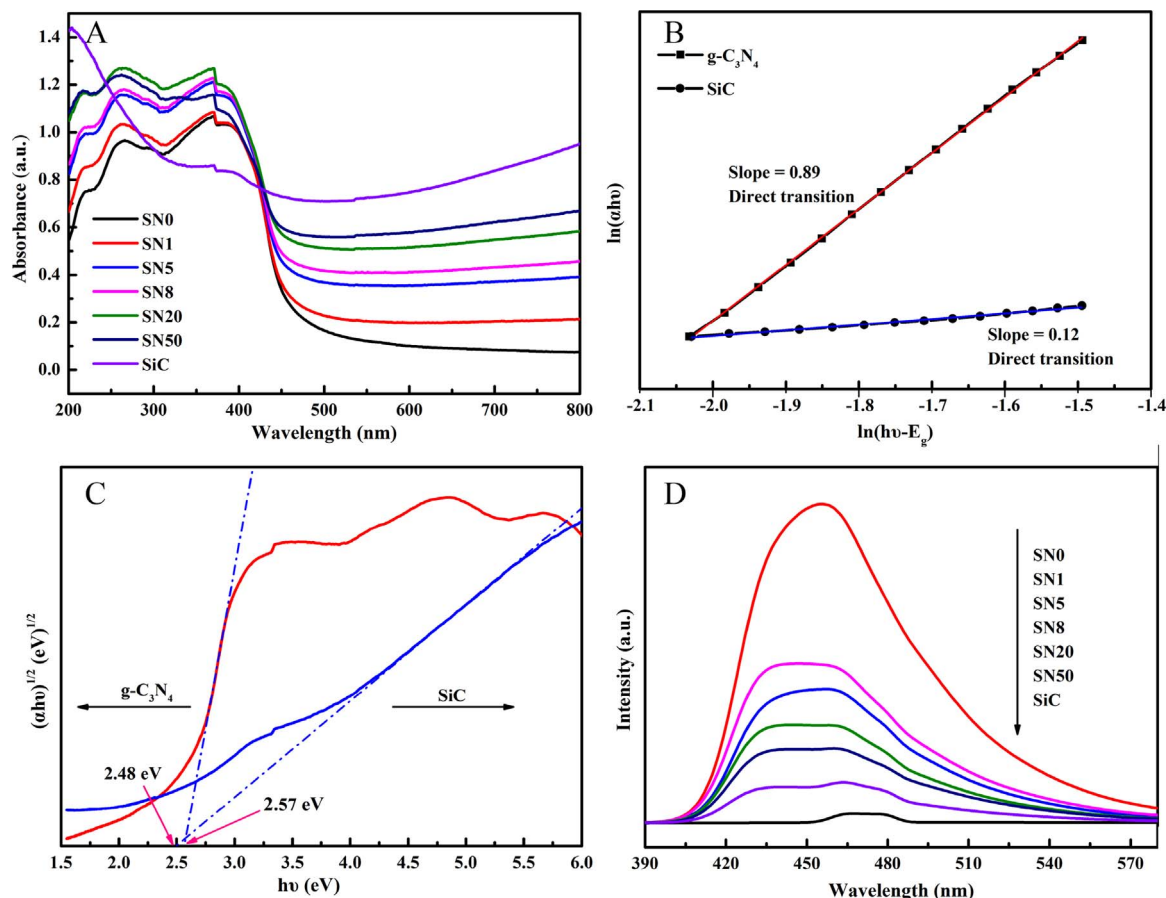 A
1.4
1.2
1.0
0.8
0.6
0.4
0.2
0.0
Absorbance (a.u.)
SN0
SN1
SN5
SN8
SN20
SN50
SiC
200 300 400 500 600 700 800
Wavelength (nm)
B
g-C₃N₄
SiC
ln(αhυ)
Slope = 0.89
Direct transition
Slope = 0.12
Direct transition
-2.1 -2.0 -1.9 -1.8 -1.7 -1.6 -1.5 -1.4
ln(hυ-E_g)
C
(αhυ)^1/2 (eV)^1/2
g-C₃N₄
SiC
2.48 eV
2.57 eV
1.5 2.0 2.5 3.0 3.5 4.0 4.5 5.0 5.5 6.0
hυ (eV)
D
Intensity (a.u.)
SN0
SN1
SN5
SN8
SN20
SN50
SiC
390 420 450 480 510 540 570
Wavelength (nm)